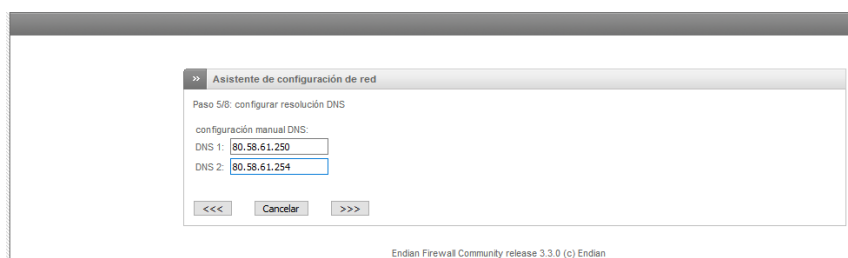 » Asistente de configuración de red
Paso 5/8: configurar resolución DNS
configuración manual DNS:
DNS 1: 80.58.61.250
DNS 2: 80.58.61.254
<<< Cancelar >>>
Endian Firewall Community release 3.3.0 (c) Endian